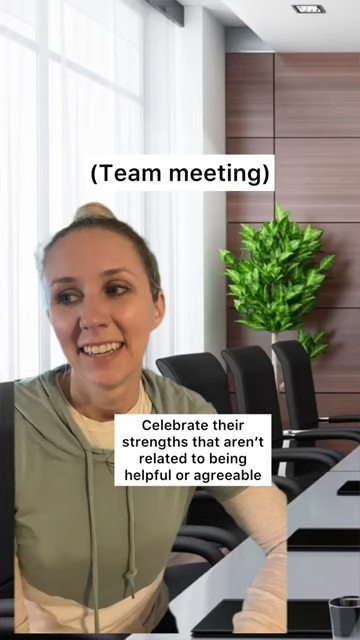 (Team meeting)
Celebrate their
strengths that aren't
related to being
helpful or agreeable